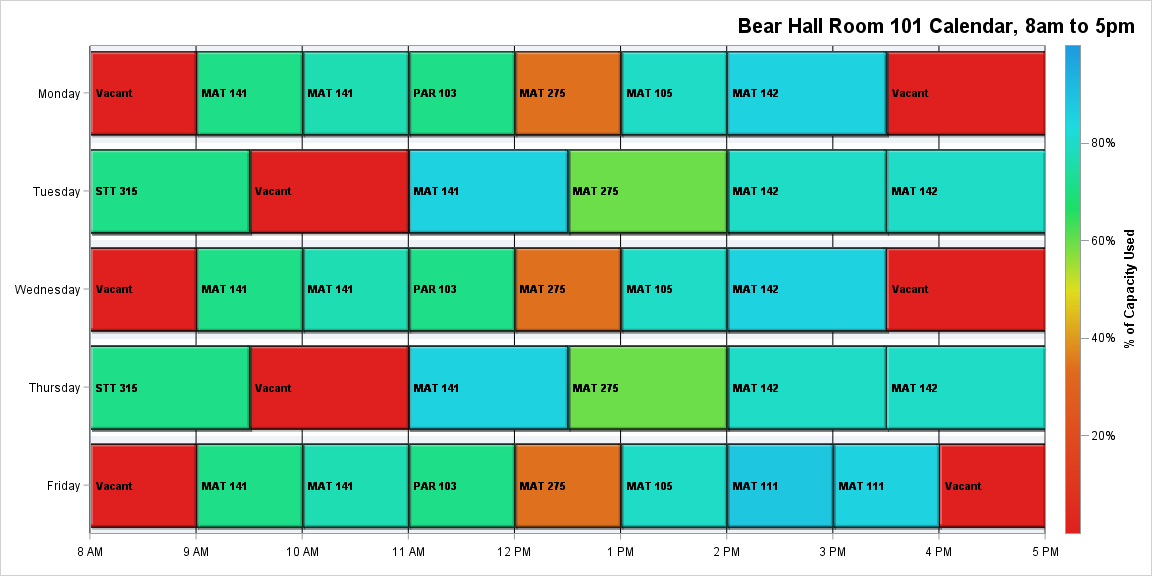 Bear Hall Room 101 Calendar, 8am to 5pm
Monday
Vacant
MAT 141
MAT 141
PAR 103
MAT 275
MAT 105
MAT 142
Vacant
Tuesday
STT 315
Vacant
MAT 141
MAT 275
MAT 142
MAT 142
Wednesday
Vacant
MAT 141
MAT 141
PAR 103
MAT 275
MAT 105
MAT 142
Vacant
Thursday
STT 315
Vacant
MAT 141
MAT 275
MAT 142
MAT 142
Friday
Vacant
MAT 141
MAT 141
PAR 103
MAT 275
MAT 105
MAT 111
MAT 111
Vacant
8 AM
9 AM
10 AM
11 AM
12 PM
1 PM
2 PM
3 PM
4 PM
5 PM
80%
60%
40%
20%
% of Capacity Used